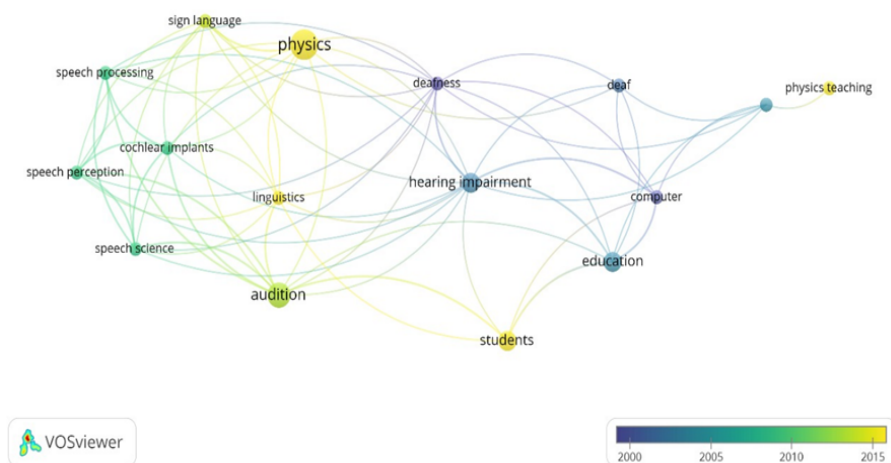 sign language
physics
speech processing
deafness
deaf
physics teaching
cochlear implants
speech perception
hearing impairment
linguistics
computer
speech science
education
audition
students
VOSviewer
2000 2005 2010 2015